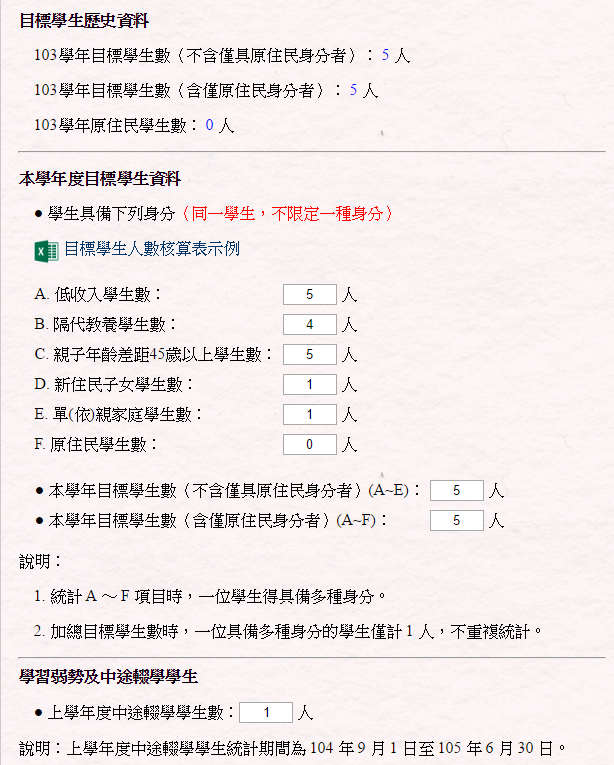 目標學生歷史資料
103學年目標學生數（不含僅具原住民身分者）： 5 人
103學年目標學生數（含僅原住民身分者）： 5 人
103學年原住民學生數： 0 人
本學年度目標學生資料
● 學生具備下列身分（同一學生，不限定一種身分）
目標學生人數核算表示例
A. 低收入學生數： 5 人
B. 隔代教養學生數： 4 人
C. 親子年齡差距45歲以上學生數： 5 人
D. 新住民子女學生數： 1 人
E. 單(依)親家庭學生數： 1 人
F. 原住民學生數： 0 人
● 本學年目標學生數（不含僅具原住民身分者）(A~E)： 5 人
● 本學年目標學生數（含僅原住民身分者）(A~F)： 5 人
說明：
1. 統計 A ～ F 項目時，一位學生得具備多種身分。
2. 加總目標學生數時，一位具備多種身分的學生僅計 1 人，不重複統計。
學習弱勢及中途輟學學生
● 上學年度中途輟學學生數： 1 人
說明：上學年度中途輟學學生統計期間為 104 年 9 月 1 日至 105 年 6 月 30 日。